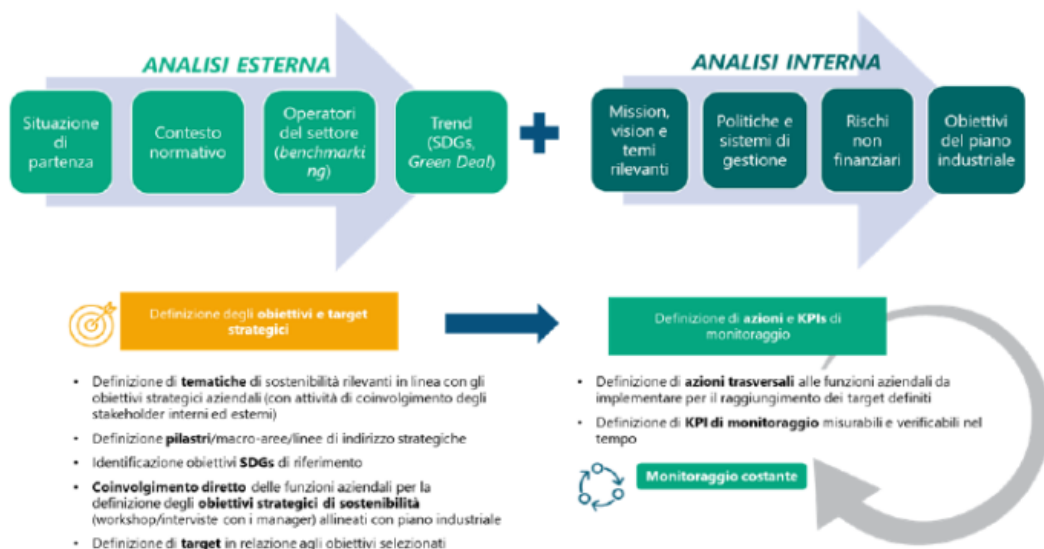 ANALISI ESTERNA
Situazione
di
partenza
Contesto
normativo
Operatori
del settore
(benchmarki
ng)
Trend
(SDGs,
Green Deal)
ANALISI INTERNA
Mission,
vision e
temi
rilevanti
Politiche e
sistemi di
gestione
Rischi
non
finanziari
Obiettivi
del piano
industriale
Definizione degli obiettivi e target
strategici
• Definizione di tematiche di sostenibilità rilevanti in linea con gli
obiettivi strategici aziendali (con attività di coinvolgimento degli
stakeholder interni ed esterni)
• Definizione pilastri/macro-aree/linee di indirizzo strategiche
• Identificazione obiettivi SDGs di riferimento
• Coinvolgimento diretto delle funzioni aziendali per la
definizione degli obiettivi strategici di sostenibilità
(workshop/interviste con i manager) allineati con piano industriale
• Definizione di target in relazione agli obiettivi selezionati
Definizione di azioni e KPIs di
monitoraggio
• Definizione di azioni trasversali alle funzioni aziendali da
implementare per il raggiungimento dei target definiti
• Definizione di KPI di monitoraggio misurabili e verificabili nel
tempo
Monitoraggio costante